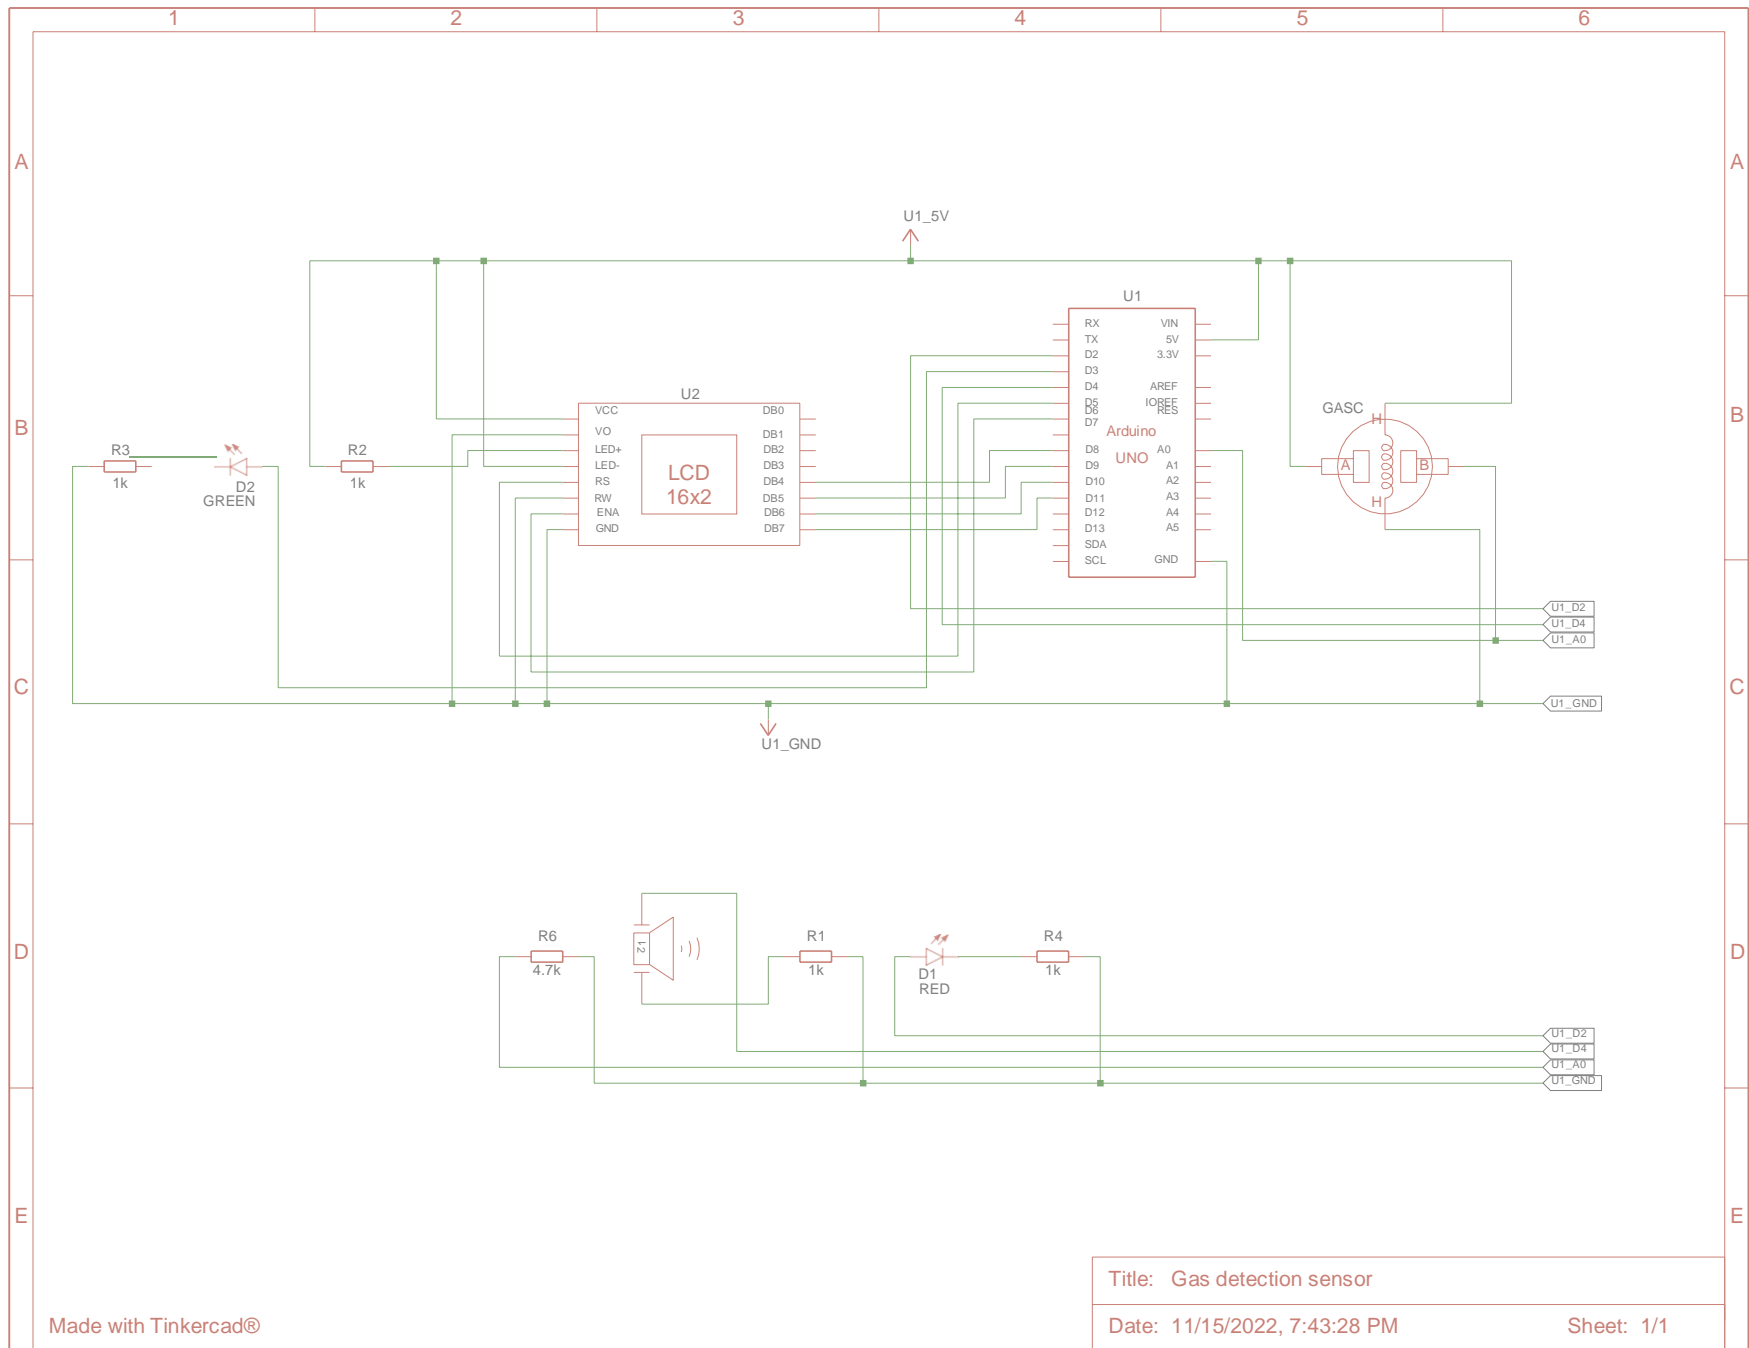 1 2 3 4 5 6
A A
U1_5V
U1
RX VIN
TX 5V
D2 3.3V
D3
D4 AREF
D5 IOREF
D6 RES
D7
Arduino
UNO
D8 A0
D9 A1
D10 A2
D11 A3
D12 A4
D13 A5
SDA
SCL GND
U2
VCC DB0
VO DB1
LED+ DB2
LED- DB3
RS DB4
RW DB5
ENA DB6
GND DB7
LCD
16x2
GASC
H
A B
H
B B
R3
1k
D2
GREEN
R2
1k
U1_D2
U1_D4
U1_A0
U1_GND
C C
U1_GND
D D
R6
4.7k
R1
1k
D1
RED
R4
1k
U1_D2
U1_D4
U1_A0
U1_GND
E E
Title: Gas detection sensor
Made with Tinkercad®
Date: 11/15/2022, 7:43:28 PM Sheet: 1/1